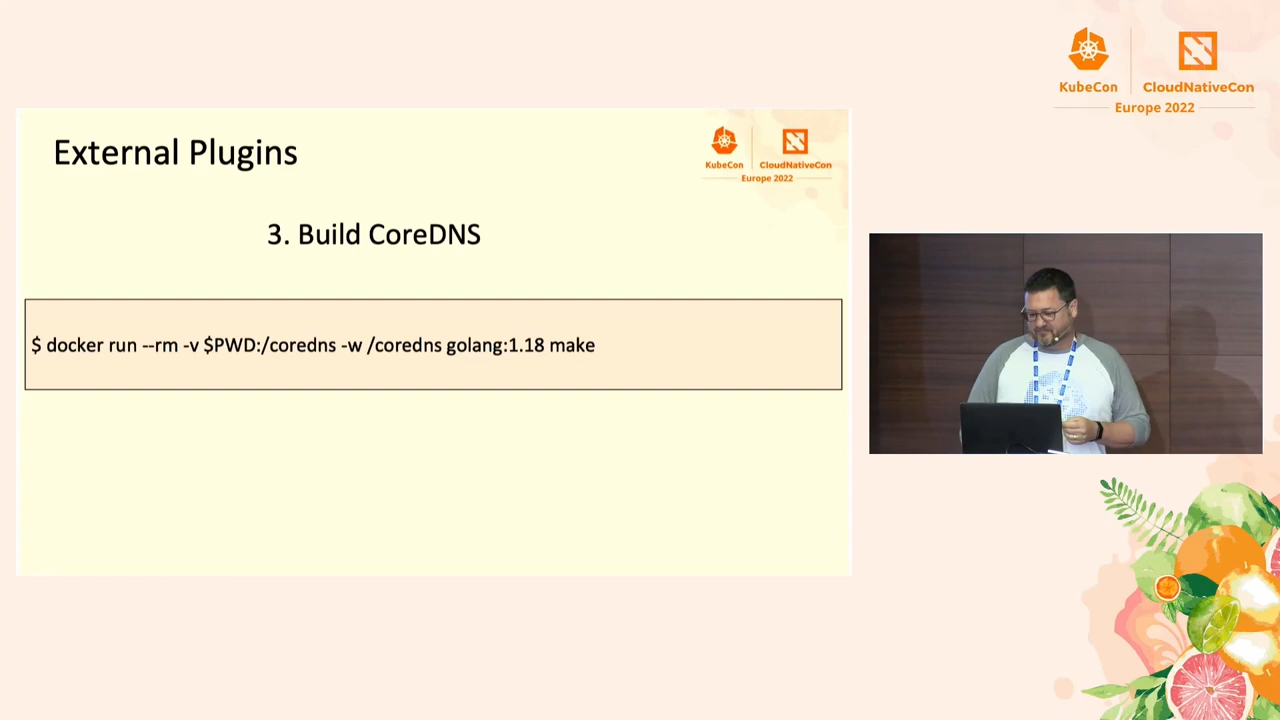 KubeCon
CloudNativeCon
Europe 2022
External Plugins
KubeCon
CloudNativeCon
Europe 2022
3. Build CoreDNS
$ docker run --rm -v $PWD:/coredns -w /coredns golang:1.18 make